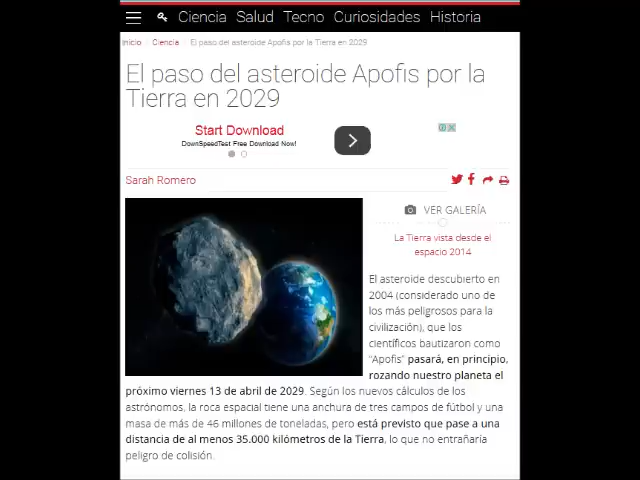 Ciencia Salud Tecno Curiosidades Historia
Inicio / Ciencia / El paso del asteroide Apofis por la Tierra en 2029
El paso del asteroide Apofis por la
Tierra en 2029
Start Download
DownSpeedTest Free Download Now!
Sarah Romero
VER GALERÍA
La Tierra vista desde el
espacio 2014
El asteroide descubierto en
2004 (considerado uno de
los más peligrosos para la
civilización), que los
científicos bautizaron como
“Apofis” pasará, en principio,
rozando nuestro planeta el
próximo viernes 13 de abril de 2029. Según los nuevos cálculos de los
astrónomos, la roca espacial tiene una anchura de tres campos de fútbol y una
masa de más de 46 millones de toneladas, pero está previsto que pase a una
distancia de al menos 35.000 kilómetros de la Tierra, lo que no entrañaría
peligro de colisión.